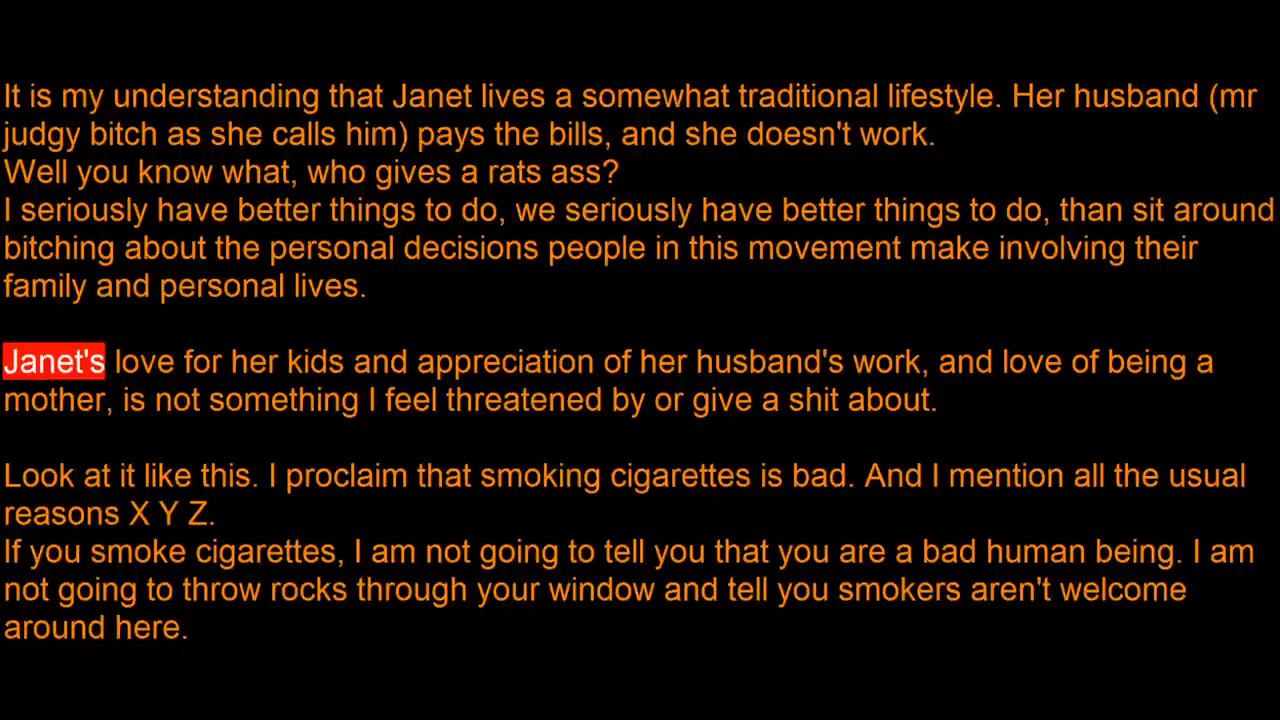 It is my understanding that Janet lives a somewhat traditional lifestyle. Her husband (mr
judgy bitch as she calls him) pays the bills, and she doesn't work.
Well you know what, who gives a rats ass?
I seriously have better things to do, we seriously have better things to do, than sit around
bitching about the personal decisions people in this movement make involving their
family and personal lives.
Janet's love for her kids and appreciation of her husband's work, and love of being a
mother, is not something I feel threatened by or give a shit about.
Look at it like this. I proclaim that smoking cigarettes is bad. And I mention all the usual
reasons X Y Z.
If you smoke cigarettes, I am not going to tell you that you are a bad human being. I am
not going to throw rocks through your window and tell you smokers aren't welcome
around here.